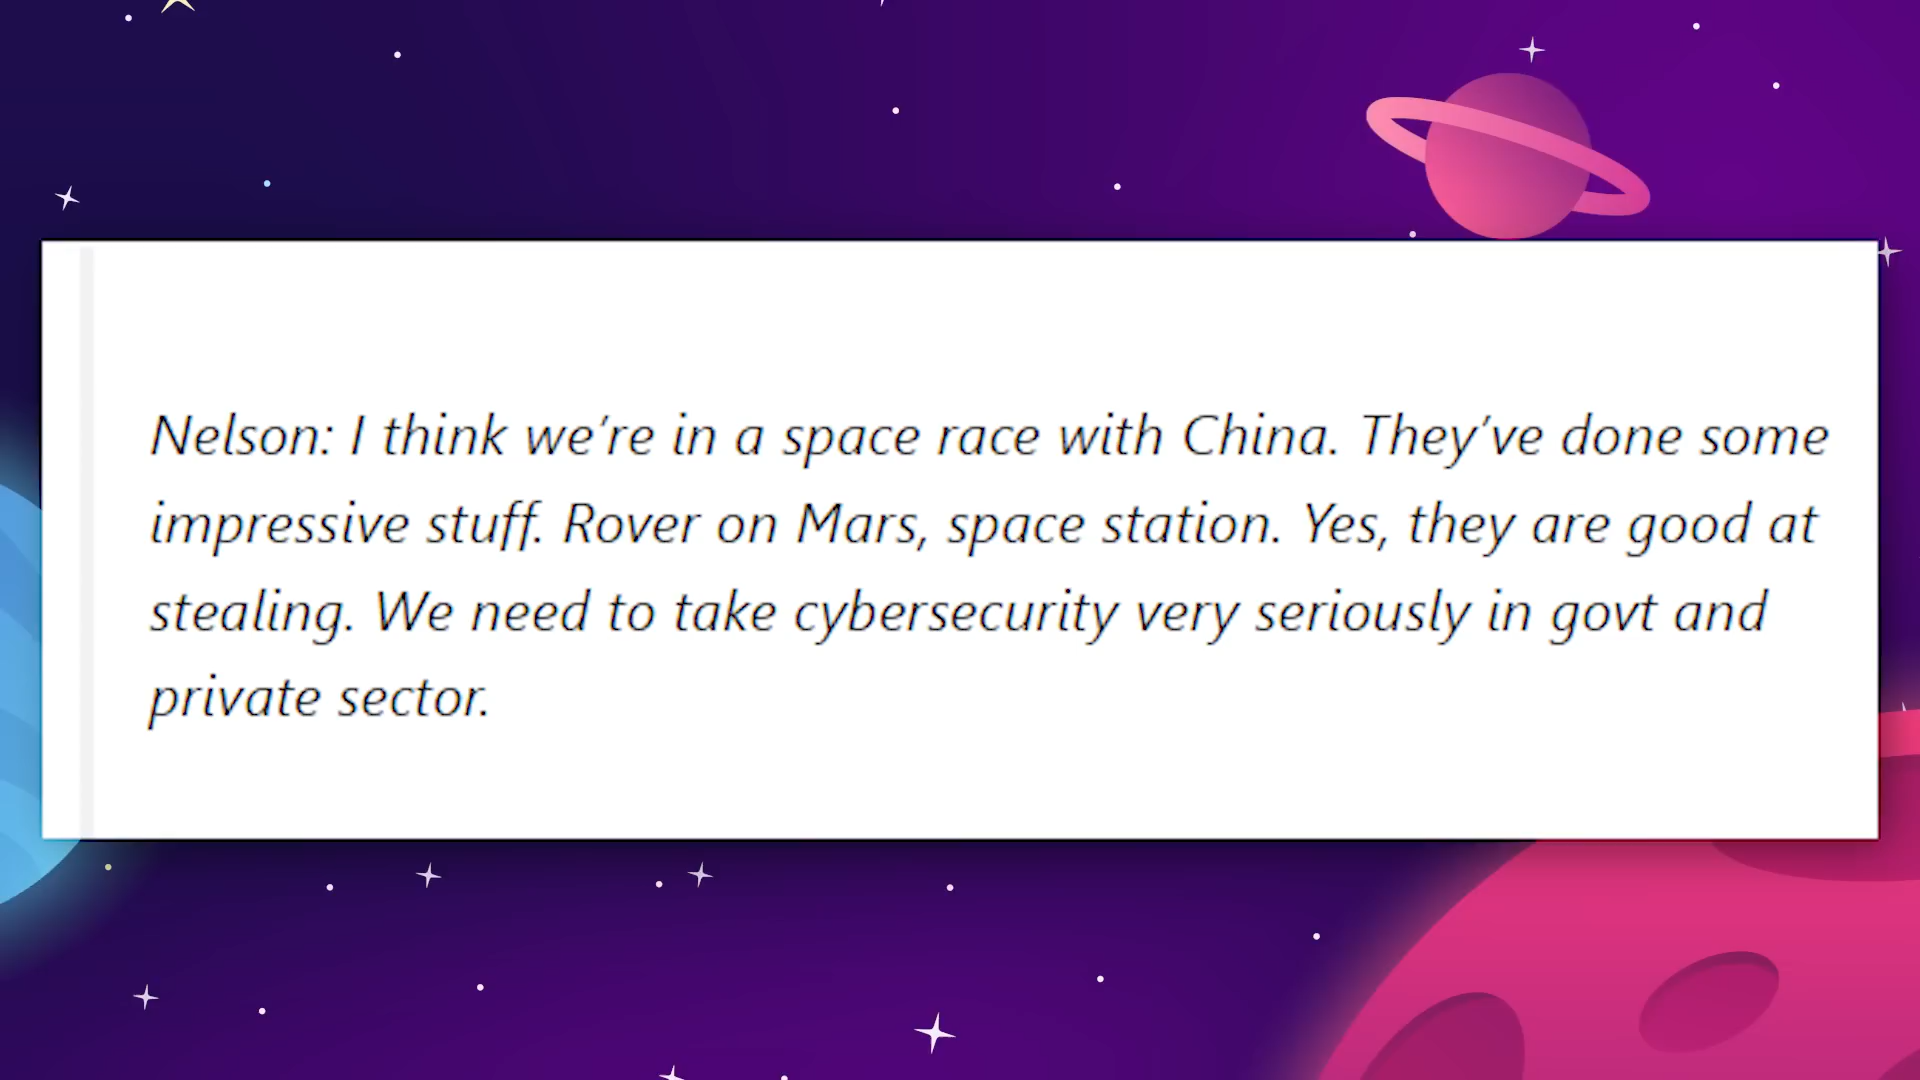 Nelson: I think we’re in a space race with China. They’ve done some
impressive stuff. Rover on Mars, space station. Yes, they are good at
stealing. We need to take cybersecurity very seriously in govt and
private sector.